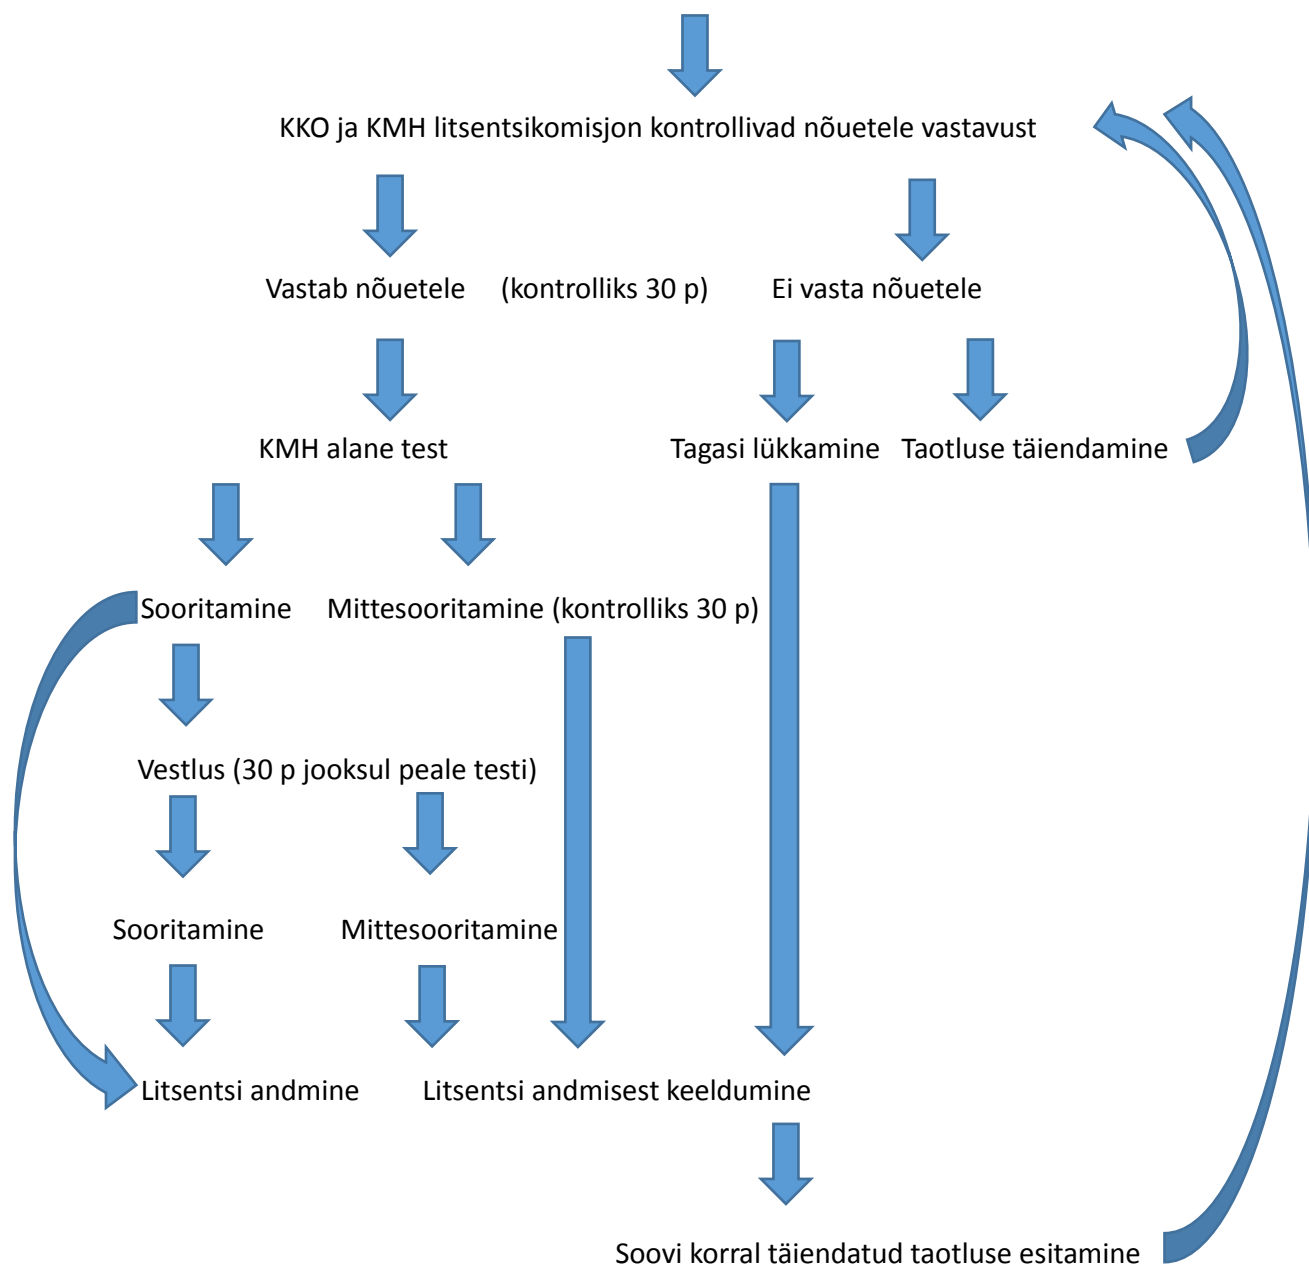 KKO ja KMH litsentsikomisjon kontrollivad nõuetele vastavust
Vastab nõuetele (kontrolliks 30 p) Ei vasta nõuetele
KMH alane test Tagasi lükkamine Taotluse täiendamine
Sooritamine Mittesooritamine (kontrolliks 30 p)
Vestlus (30 p jooksul peale testi)
Sooritamine Mittesooritamine
Litsentsi andmine Litsentsi andmisest keeldumine
Soovi korral täiendatud taotluse esitamine